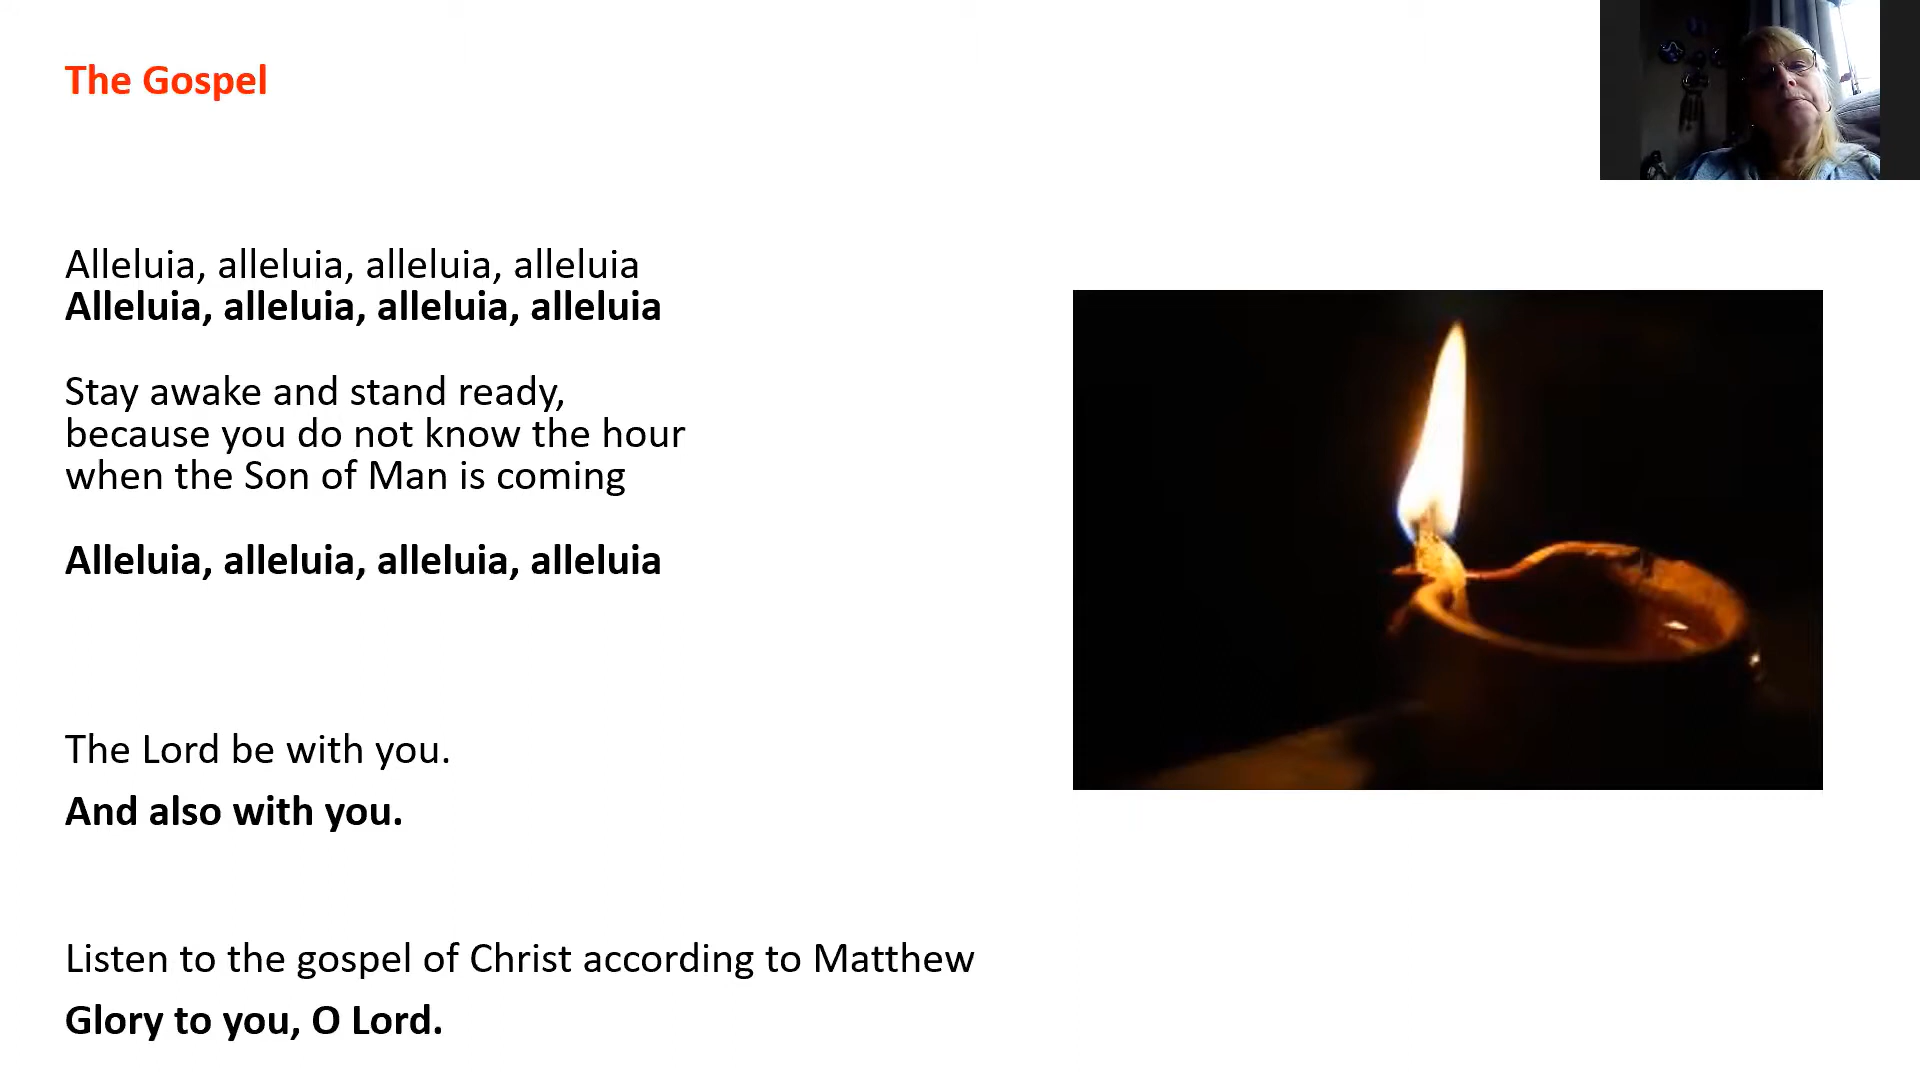 The Gospel
Alleluia, alleluia, alleluia, alleluia
Alleluia, alleluia, alleluia, alleluia
Stay awake and stand ready,
because you do not know the hour
when the Son of Man is coming
Alleluia, alleluia, alleluia, alleluia
The Lord be with you.
And also with you.
Listen to the gospel of Christ according to Matthew
Glory to you, O Lord.